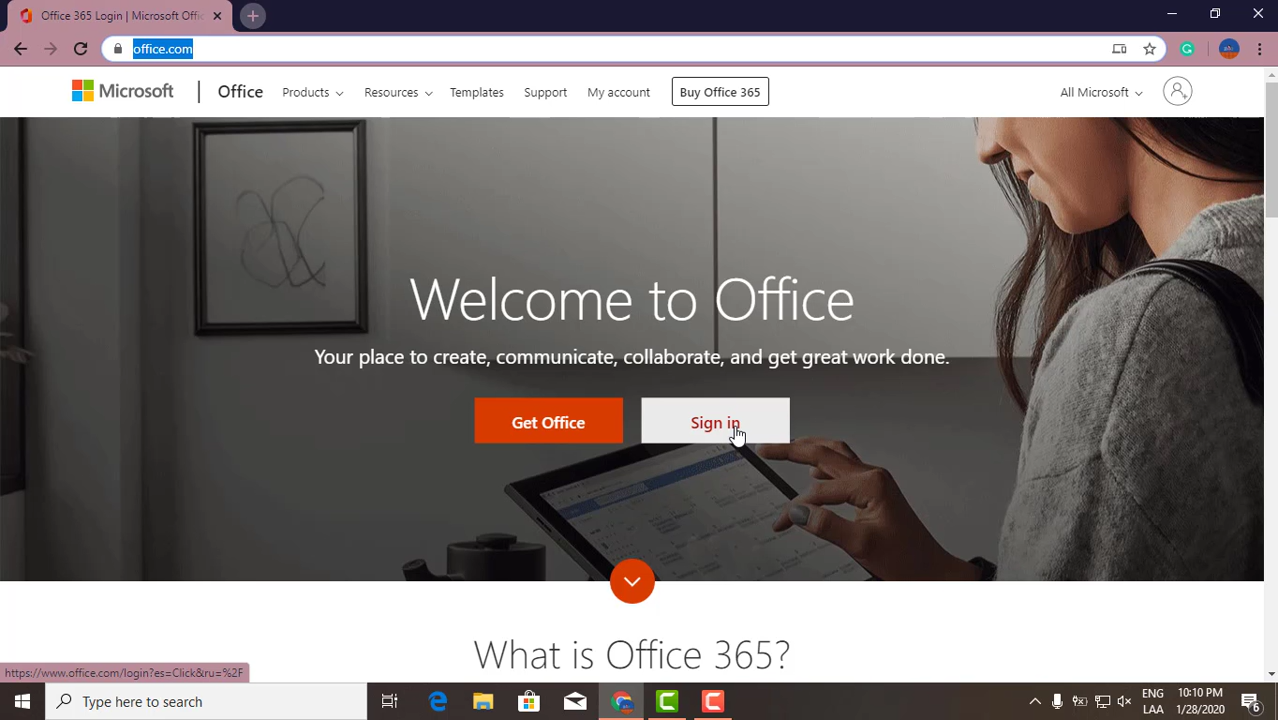 Office 365 Login | Microsoft Offic
office.com
Microsoft
Office
Products
Resources
Templates
Support
My account
Buy Office 365
All Microsoft
Welcome to Office
Your place to create, communicate, collaborate, and get great work done.
Get Office
Sign in
What is Office 365?
https://www.office.com/login?es=Click&ru=%2F
Type here to search
ENG
LAA
10:10 PM
1/28/2020
6